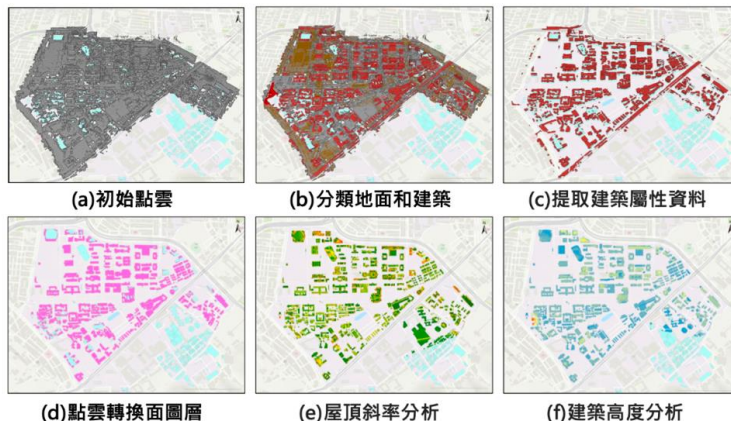 (a)初始點雲
(b)分類地面和建築
(c)提取建築屬性資料
(d)點雲轉換面圖層
(e)屋頂斜率分析
(f)建築高度分析